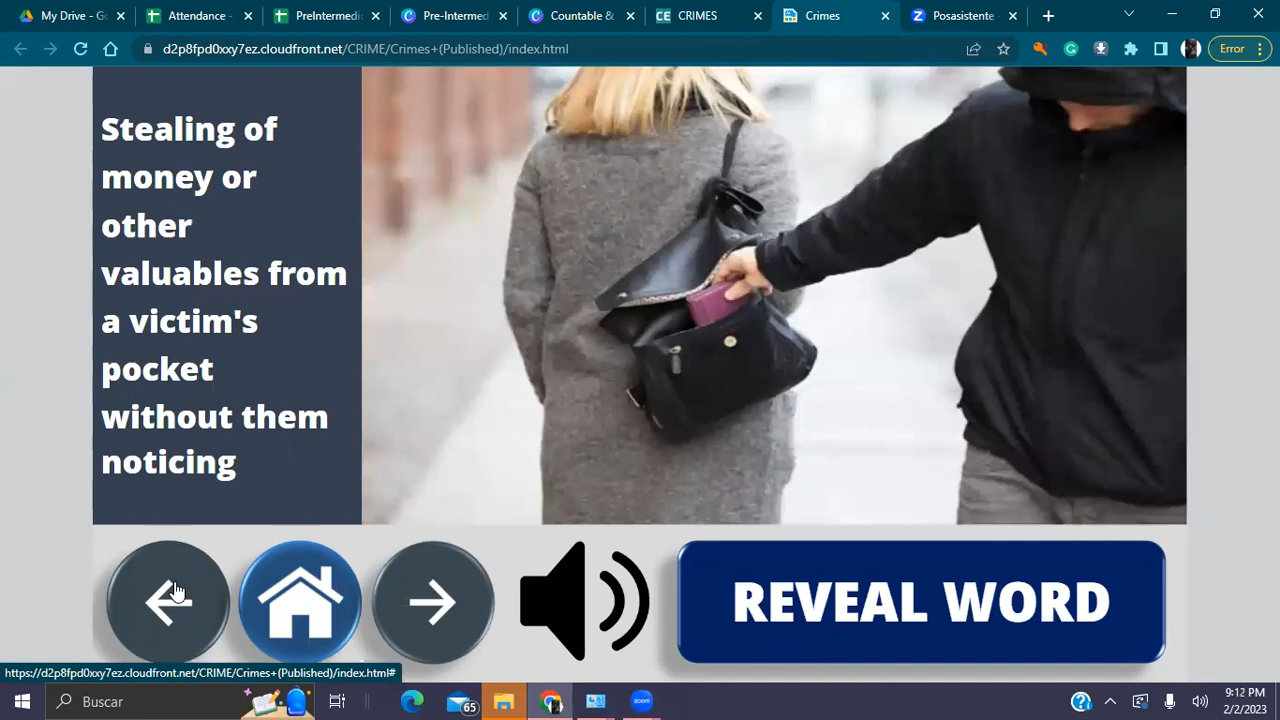 My Drive - Go
Attendance -
PreIntermedi
Pre-Intermed
Countable &
CRIMES
Crimes
Posasistente -
d2p8fpd0xxy7ez.cloudfront.net/CRIME/Crimes+(Published)/index.html
Error
Stealing of
money or
other
valuables from
a victim's
pocket
without them
noticing
REVEAL WORD
https://d2p8fpd0xxy7ez.cloudfront.net/CRIME/Crimes+(Published)/index.html#
Buscar
65
zoom
9:12 PM
2/2/2023